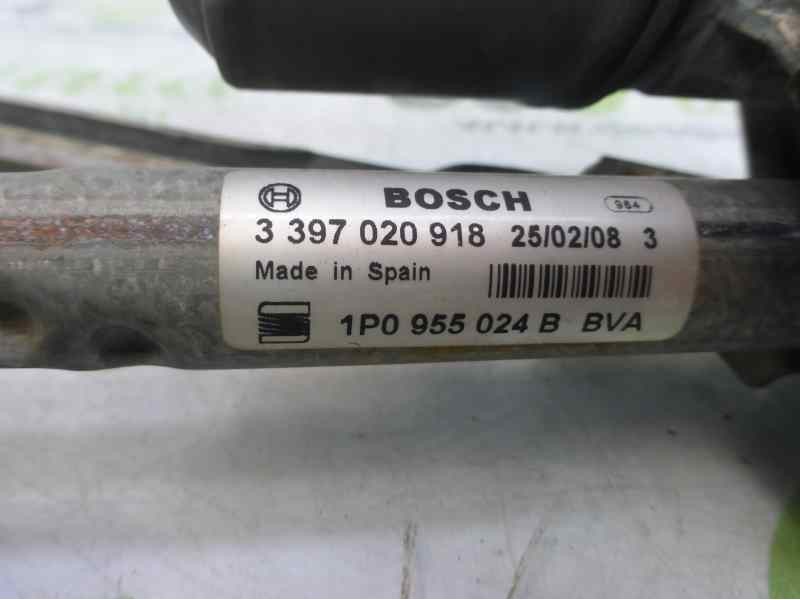 BOSCH 984
3 397 020 918 25/02/08 3
Made in Spain
1P0 955 024 B BVA